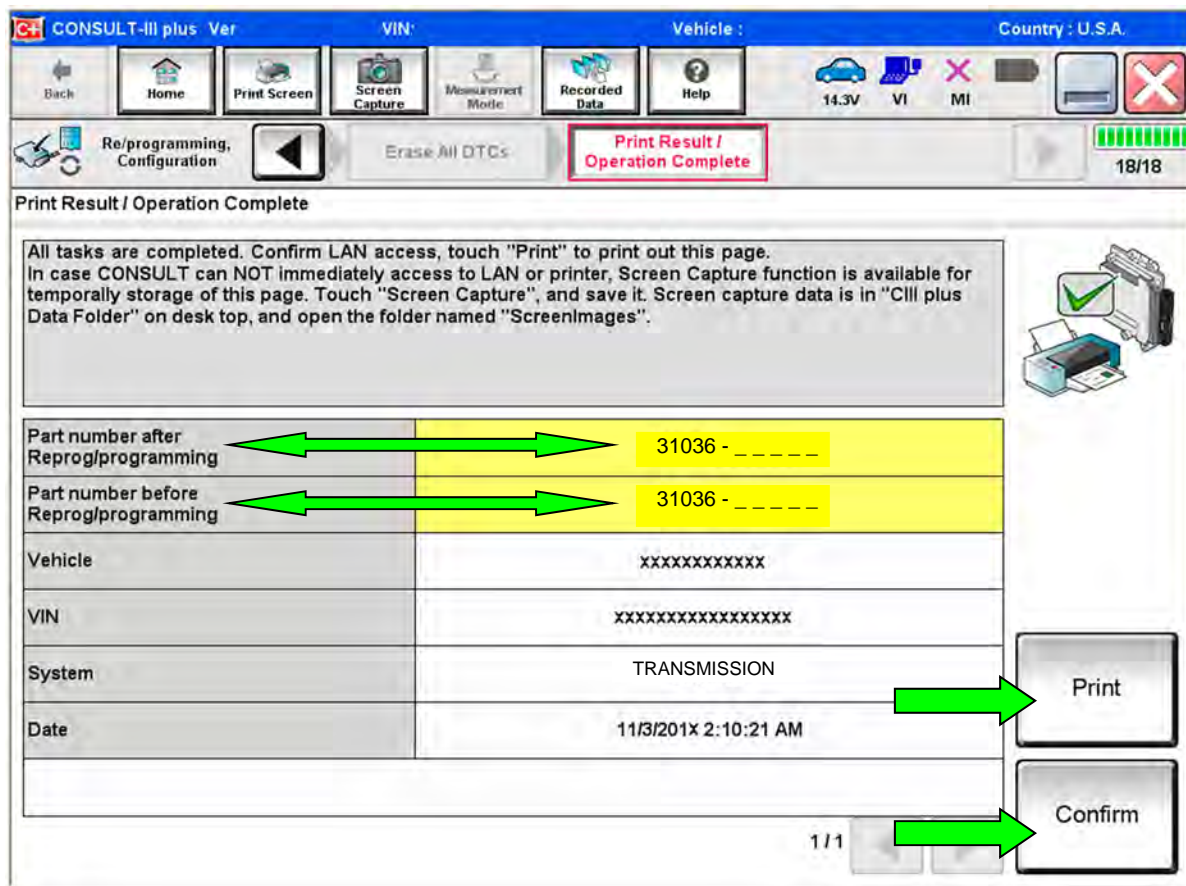 C+ CONSULT-III plus Ver VIN: Vehicle : Country : U.S.A.
Back Home Print Screen Screen Capture Measurement Mode Recorded Data Help 14.3V VI MI
Re/programming, Configuration Erase All DTCs Print Result / Operation Complete 18/18
Print Result / Operation Complete
All tasks are completed. Confirm LAN access, touch "Print" to print out this page.
In case CONSULT can NOT immediately access to LAN or printer, Screen Capture function is available for
temporally storage of this page. Touch "Screen Capture", and save it. Screen capture data is in "CIII plus
Data Folder" on desk top, and open the folder named "ScreenImages".
Part number after
Reprog/programming
31036 - _ _ _ _ _
Part number before
Reprog/programming
31036 - _ _ _ _ _
Vehicle xxxxxxxxxxxx
VIN xxxxxxxxxxxxxxxxx
System TRANSMISSION
Date 11/3/201X 2:10:21 AM
Print
Confirm
1/1